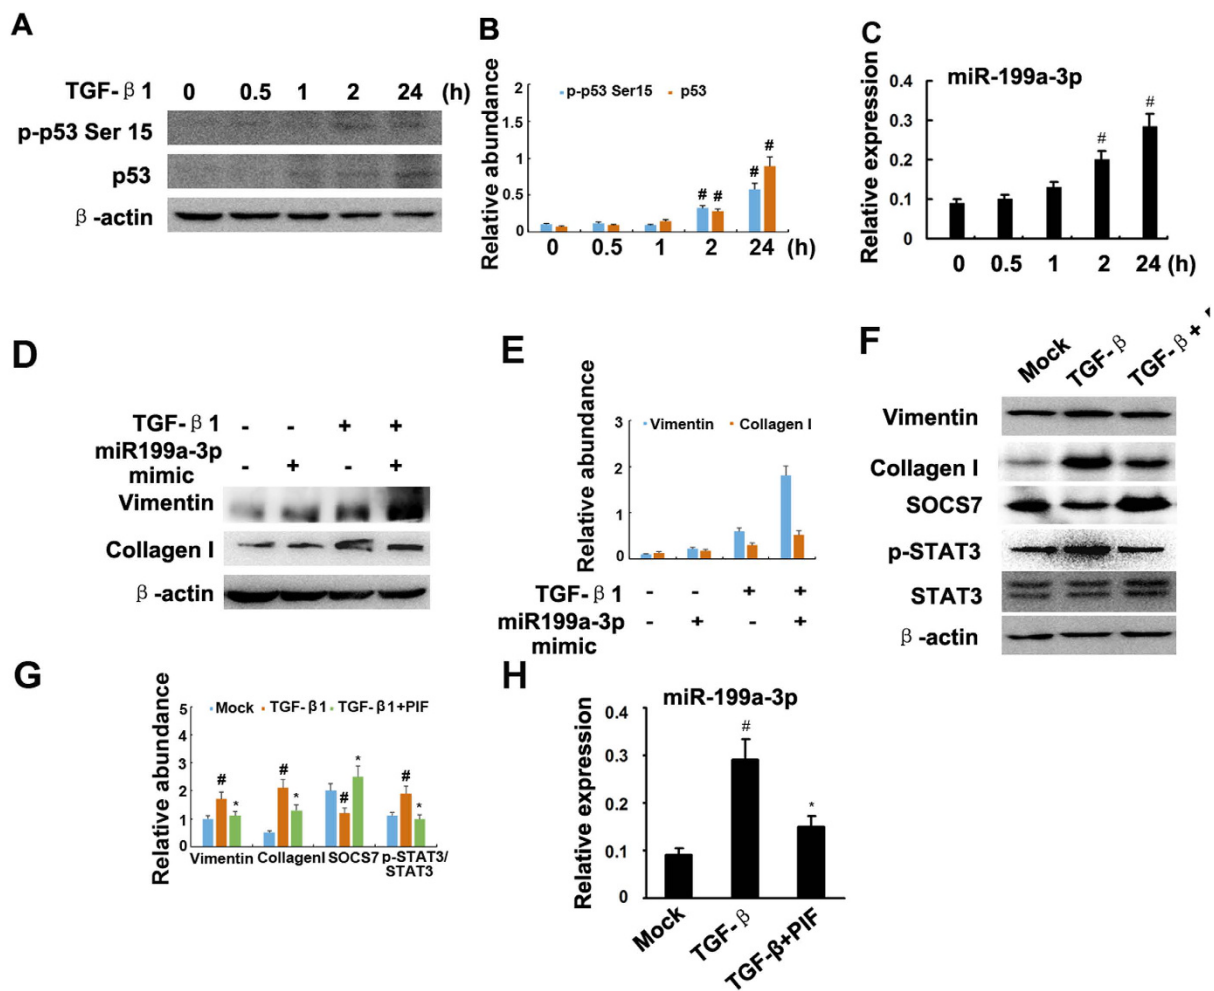 A
TGF-β1 0 0.5 1 2 24 (h)
p-p53 Ser 15
p53
β-actin
B
Relative abundance
2
1.5
1
0.5
0
p-p53 Ser15 p53
# # # #
0 0.5 1 2 24 (h)
C
Relative expression
miR-199a-3p
0.4
0.3
0.2
0.1
0
# #
0 0.5 1 2 24 (h)
D
TGF-β1 - - + +
miR199a-3p
mimic - + - +
Vimentin
Collagen I
β-actin
E
Relative abundance
3
2
1
0
Vimentin Collagen I
TGF-β1 - - + +
miR199a-3p
mimic - + - +
F
Mock TGF-β TGF-β+
Vimentin
Collagen I
SOCS7
p-STAT3
STAT3
β-actin
G
Relative abundance
5
4
3
2
1
0
Mock TGF-β1 TGF-β1+PIF
# * # * # * # *
Vimentin CollagenI SOCS7 p-STAT3/
STAT3
H
Relative expression
miR-199a-3p
0.4
0.3
0.2
0.1
0
# *
Mock TGF-β TGF-β+PIF